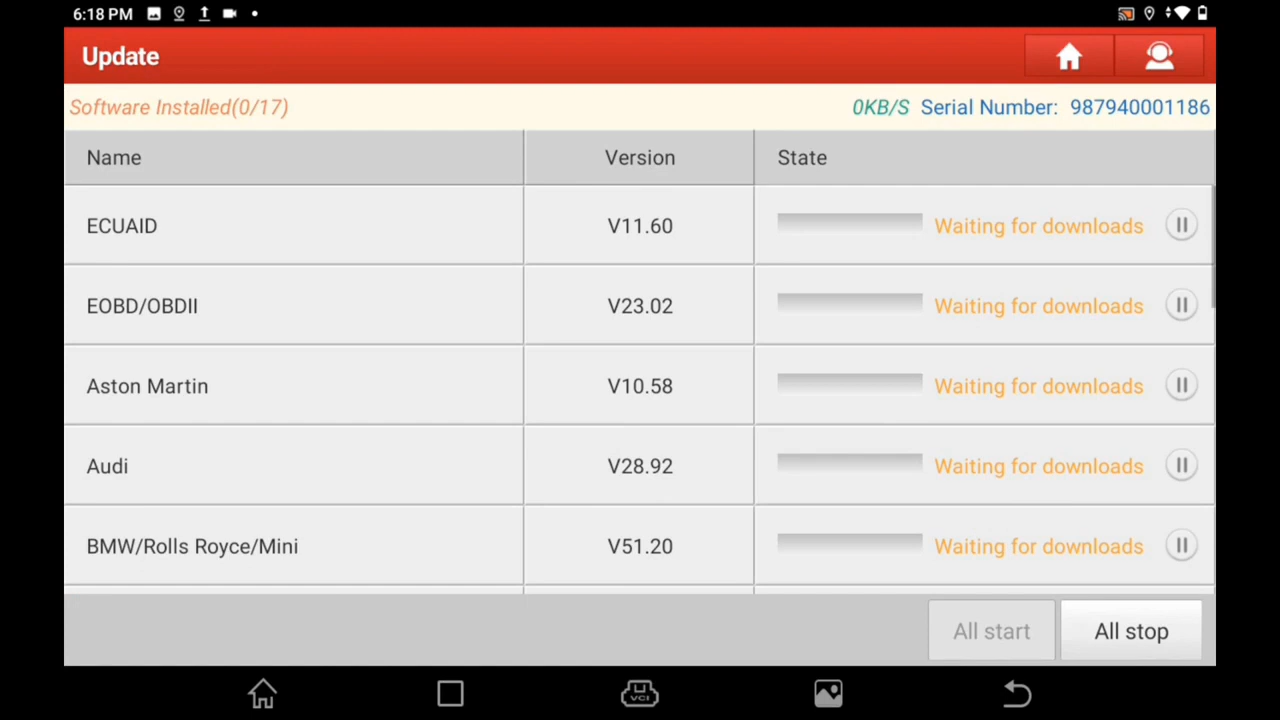 6:18 PM
Update
Software Installed(0/17)
0KB/S Serial Number: 987940001186
Name Version State
ECUAID V11.60 Waiting for downloads
EOBD/OBDII V23.02 Waiting for downloads
Aston Martin V10.58 Waiting for downloads
Audi V28.92 Waiting for downloads
BMW/Rolls Royce/Mini V51.20 Waiting for downloads
All start All stop
VCI